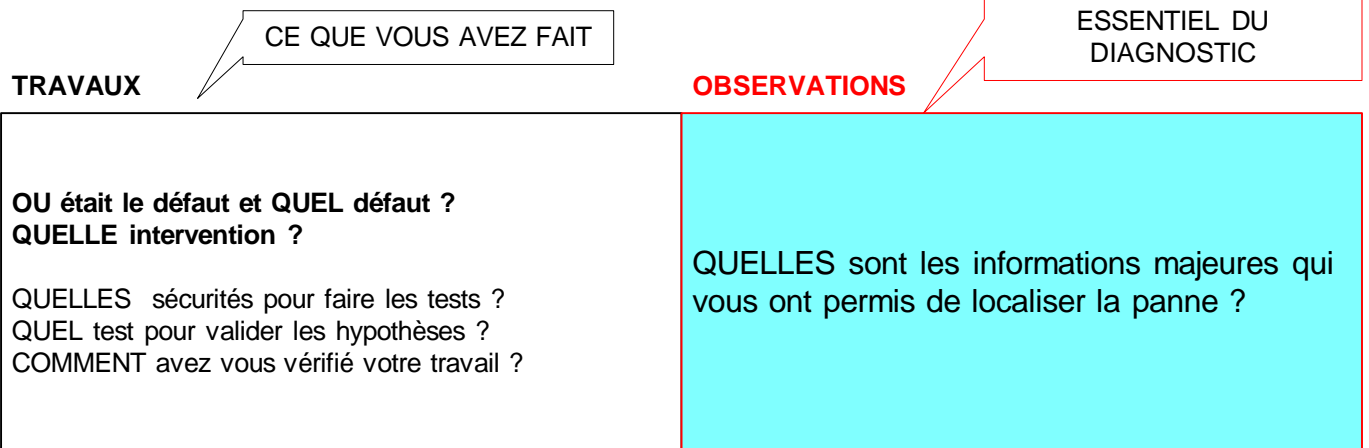 CE QUE VOUS AVEZ FAIT
ESSENTIEL DU
DIAGNOSTIC
TRAVAUX
OBSERVATIONS
OU était le défaut et QUEL défaut ?
QUELLE intervention ?
QUELLES sécurités pour faire les tests ?
QUEL test pour valider les hypothèses ?
COMMENT avez vous vérifié votre travail ?
QUELLES sont les informations majeures qui
vous ont permis de localiser la panne ?